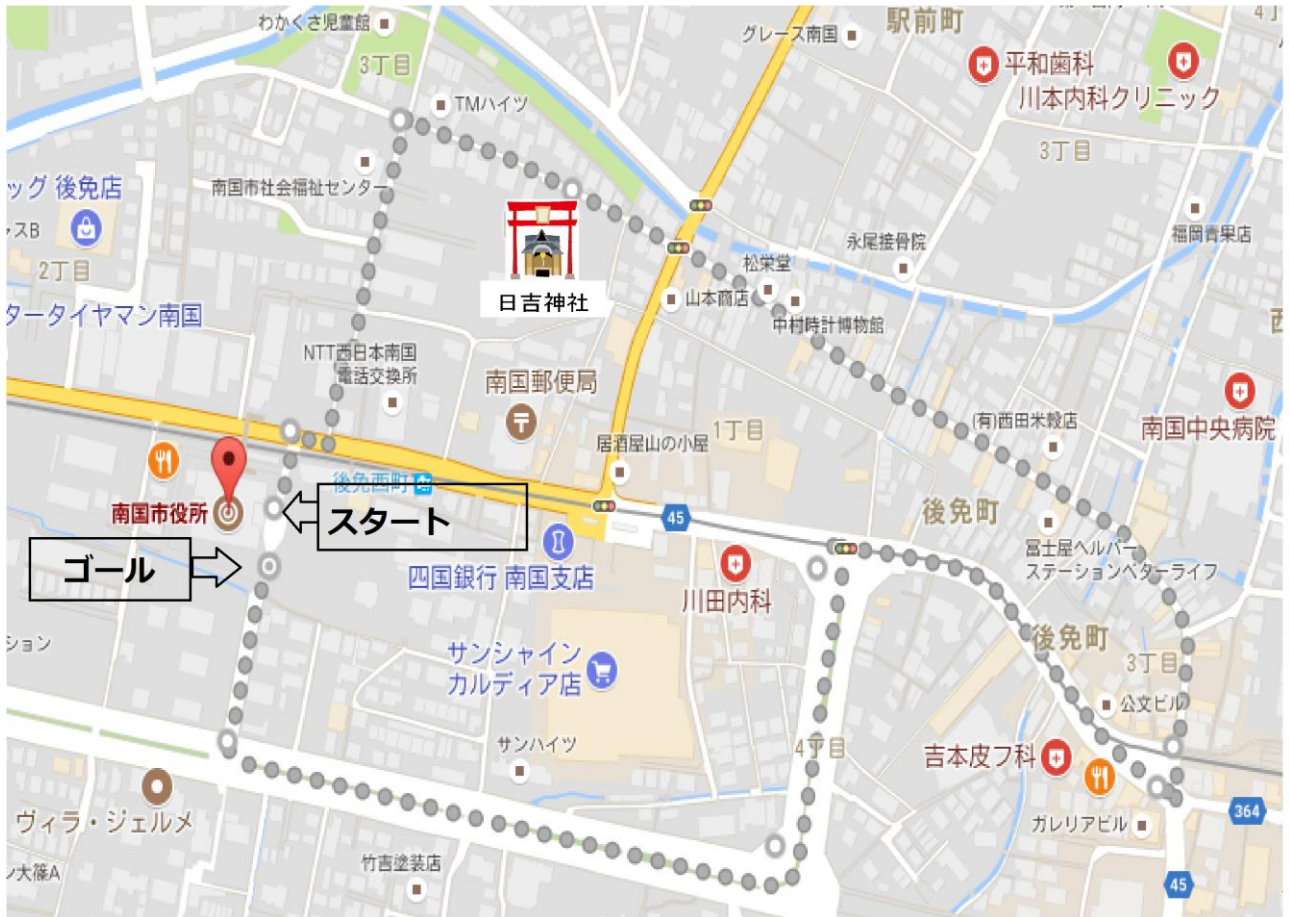 わかくさ児童館
3丁目
TMハイツ
グレース南国
駅前町
平和歯科
川本内科クリニック
3丁目
南国市社会福祉センター
ッグ 後免店
ャスB
2丁目
タータイヤマン南国
日吉神社
永尾接骨院
福岡青果店
松栄堂
山本商店
中村時計博物館
西
NTT西日本南国
電話交換所
南国郵便局
1丁目
居酒屋山の小屋
(有)西田米穀店
南国中央病院
後免西町
南国市役所
スタート
ゴール
四国銀行 南国支店
45
川田内科
後免町
冨士屋ヘルパー
ステーションベターライフ
後免町
3丁目
ション
サンシャイン
カルディア店
公文ビル
サンハイツ
4丁目
吉本皮フ科
ヴィラ・ジェルメ
ガレリアビル
364
竹吉塗装店
ン大篠A
45